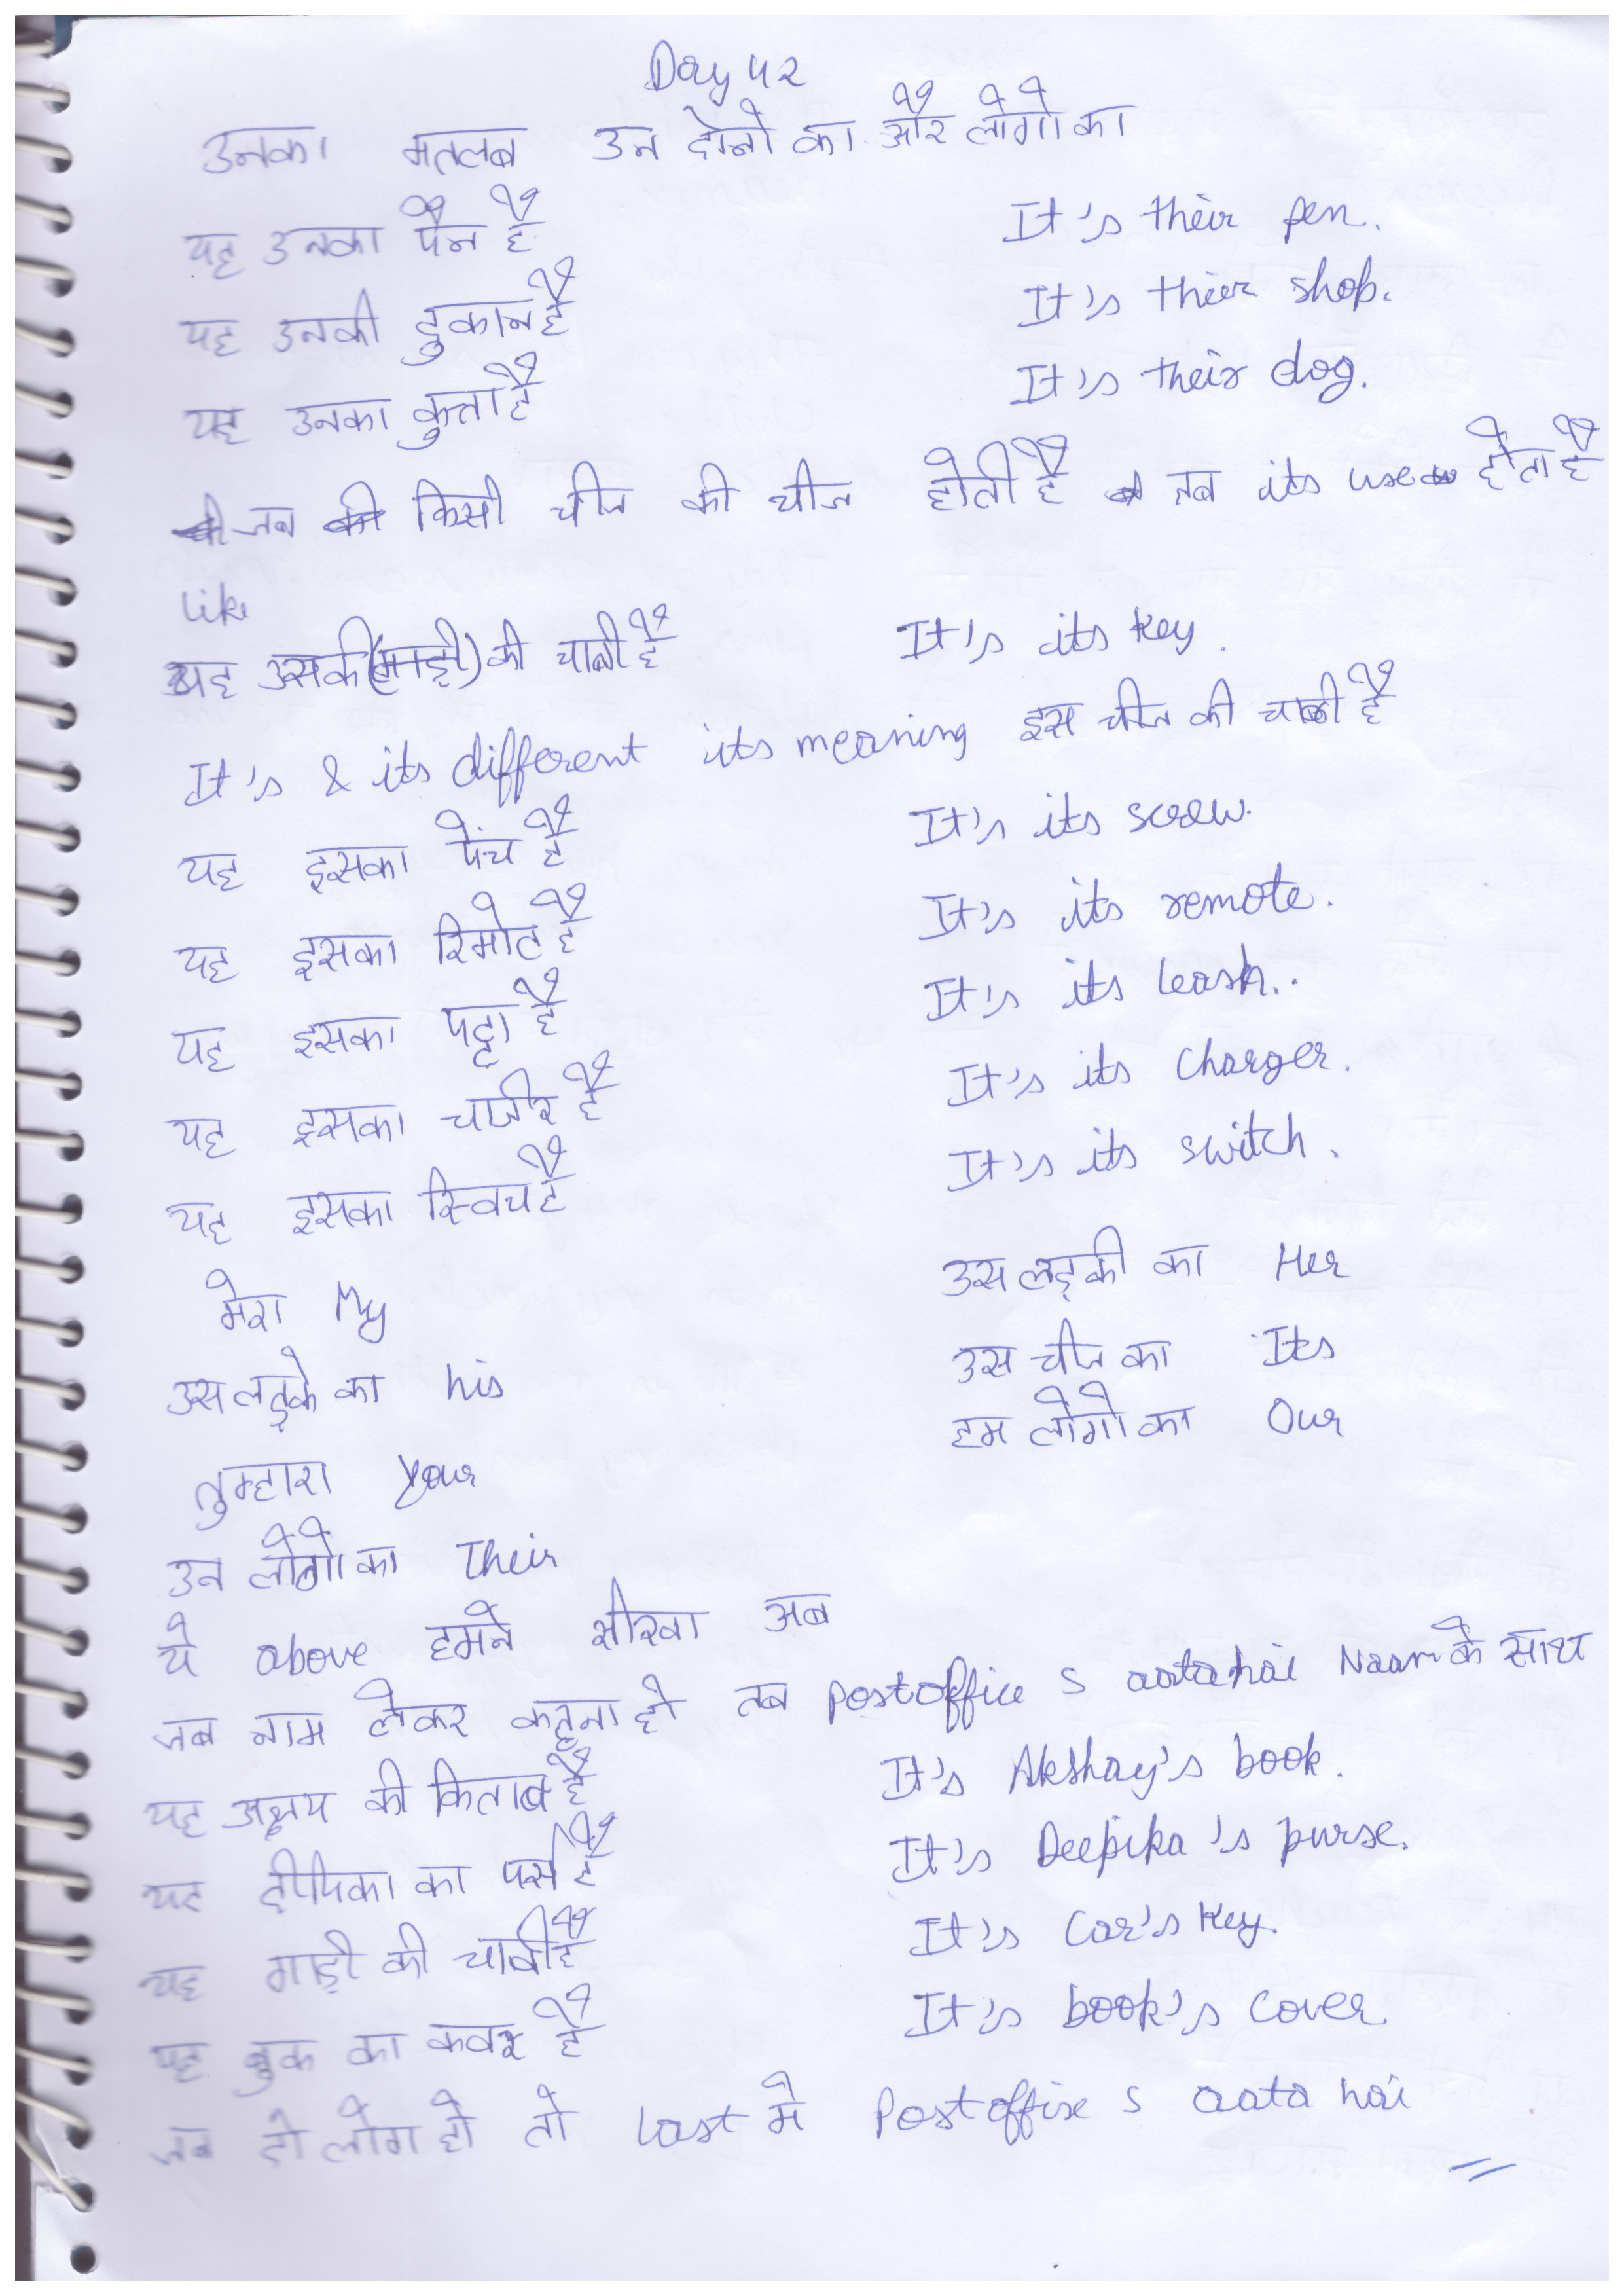 Day 42
उनका मतलब उन दोनो का और लोगो का
यह उनका पैन है It's their pen.
यह उनकी दुकान है It's thier shop.
यह उनका कुत्ता है It's their dog.
जब किसी चीज की चीज होती है तब its use होता है
like
यह उसकी (गाड़ी) की चाबी है It's its key.
It's & its different its meaning इस चीज की चाबी है
यह इसका पेंच है It's its screw.
यह इसका रिमोट है It's its remote.
यह इसका पट्टा है It's its leash.
यह इसका चार्जर है It's its Charger.
यह इसका स्विच है It's its switch.
मेरा My उस लड़की का Her
उस लड़के का his उस चीज का Its
तुम्हारा your हम लोगो का Our
उन लोगो का Their
ये above हमने सीखा अब
जब नाम लेकर कहना हो तब Postoffice S aata hai Naam के साथ
यह अक्षय की किताब है It's Akshay's book.
यह दीपिका का पर्स है It's Deepika's purse.
यह गाड़ी की चाबी है It's Car's Key.
यह बुक का कवर है It's book's cover.
जब दो लोग हो तो Last मे Postoffixe S aata hai